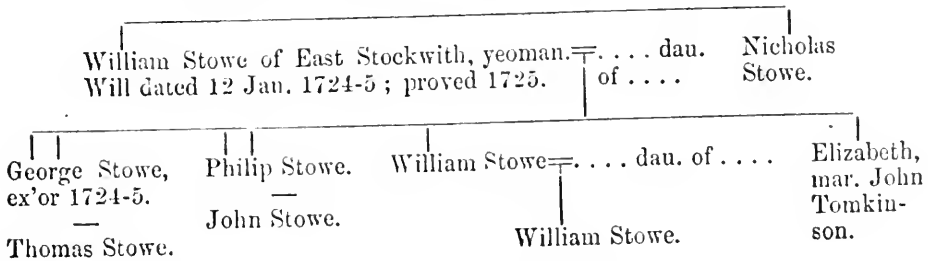 William Stowe of East Stockwith, yeoman.=. . . . dau.
Will dated 12 Jan. 1724-5 ; proved 1725. of . . . .
Nicholas
Stowe.
George Stowe,
ex'or 1724-5.
—
Thomas Stowe.
Philip Stowe.
—
John Stowe.
William Stowe=. . . . dau. of . . . .
William Stowe.
Elizabeth,
mar. John
Tomkin-
son.